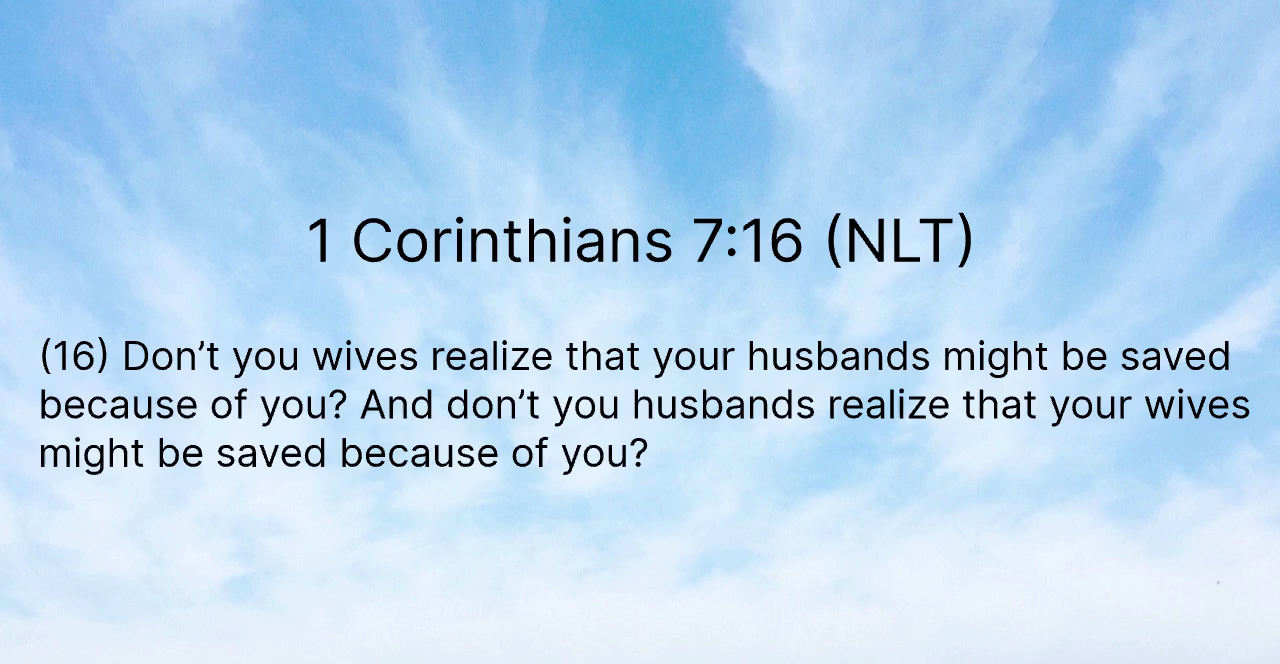 1 Corinthians 7:16 (NLT)
(16) Don’t you wives realize that your husbands might be saved
because of you? And don’t you husbands realize that your wives
might be saved because of you?